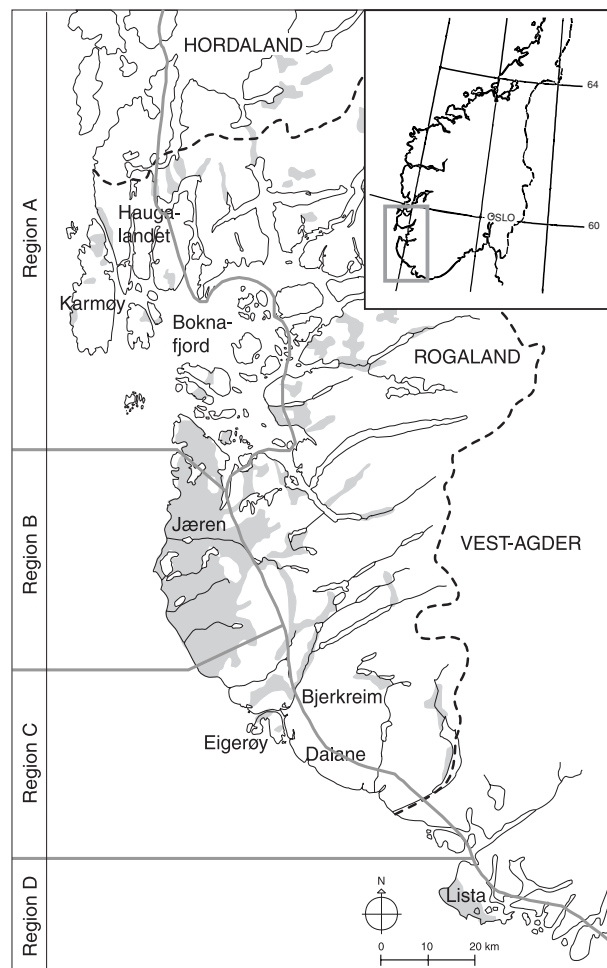 HORDALAND
64
OSLO
60
Region A
Hauga-
landet
Karmøy
Bokna-
fjord
ROGALAND
Region B
Jæren
VEST-AGDER
Region C
Bjerkreim
Eigerøy
Dalane
Region D
Lista
N
0 10 20 km